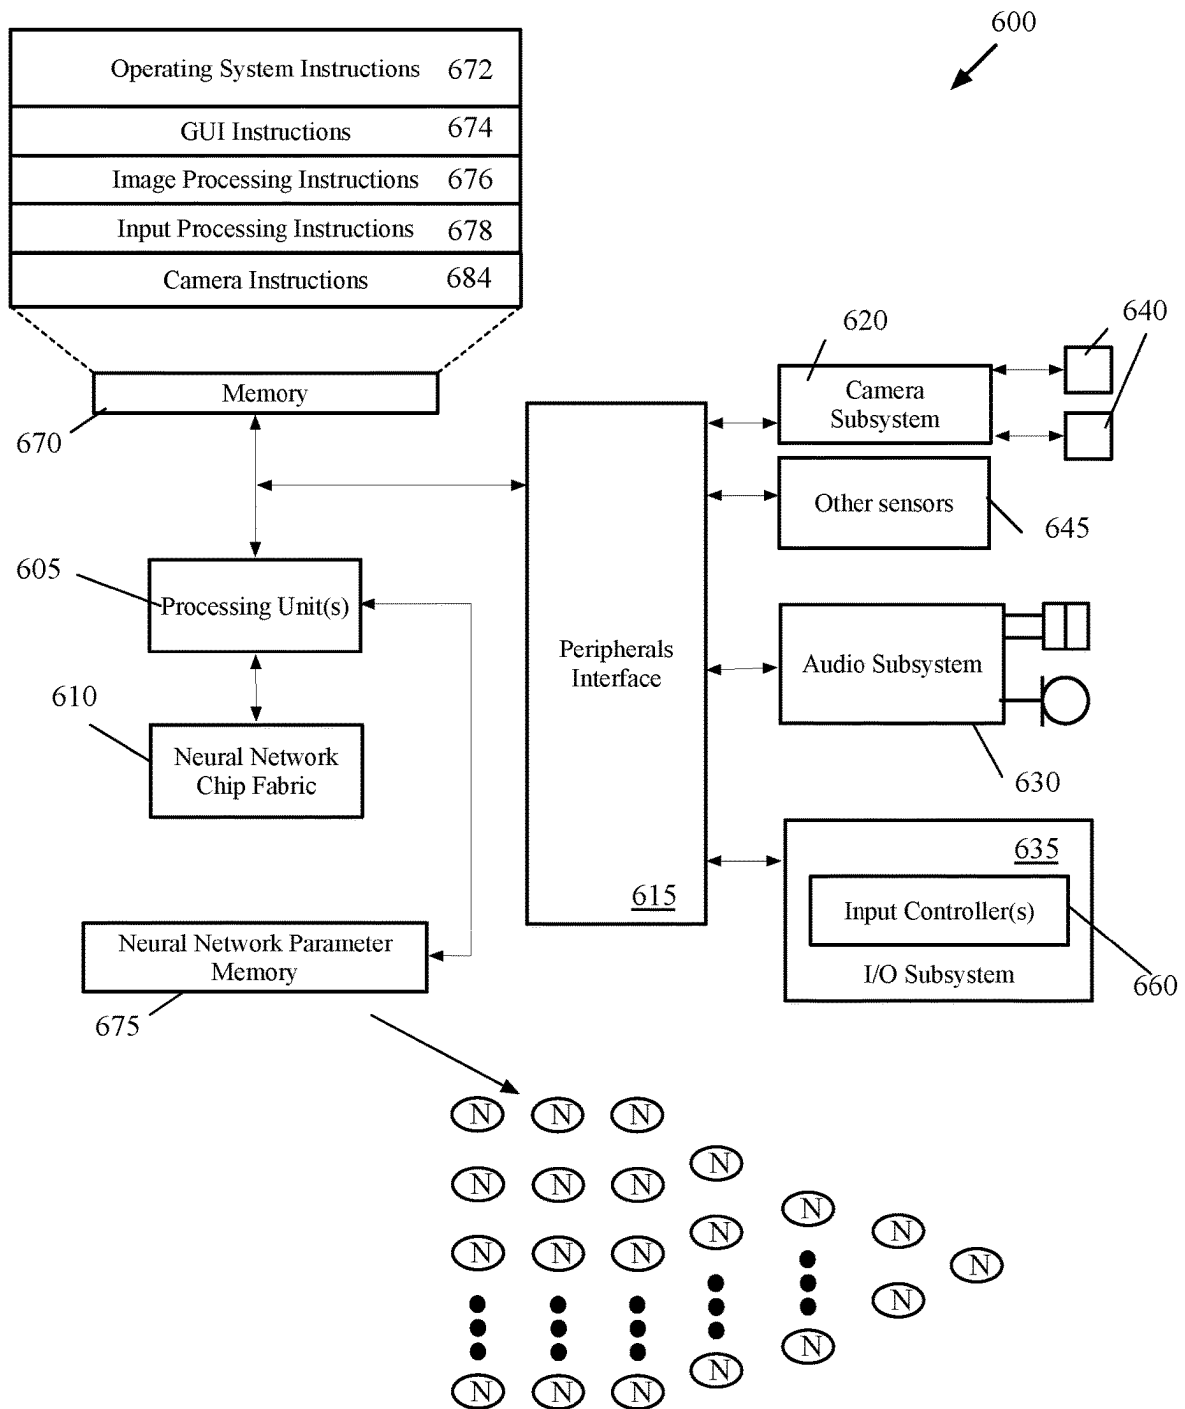 600
Operating System Instructions 672
GUI Instructions 674
Image Processing Instructions 676
Input Processing Instructions 678
Camera Instructions 684
Memory
670
620
640
Camera
Subsystem
Other sensors
645
605
Processing Unit(s)
Peripherals
Interface
615
Audio Subsystem
630
610
Neural Network
Chip Fabric
635
Input Controller(s)
I/O Subsystem
660
Neural Network Parameter
Memory
675
N N N
N
N N N
N
N
N
N N N
N
N
N
N
N
N N N